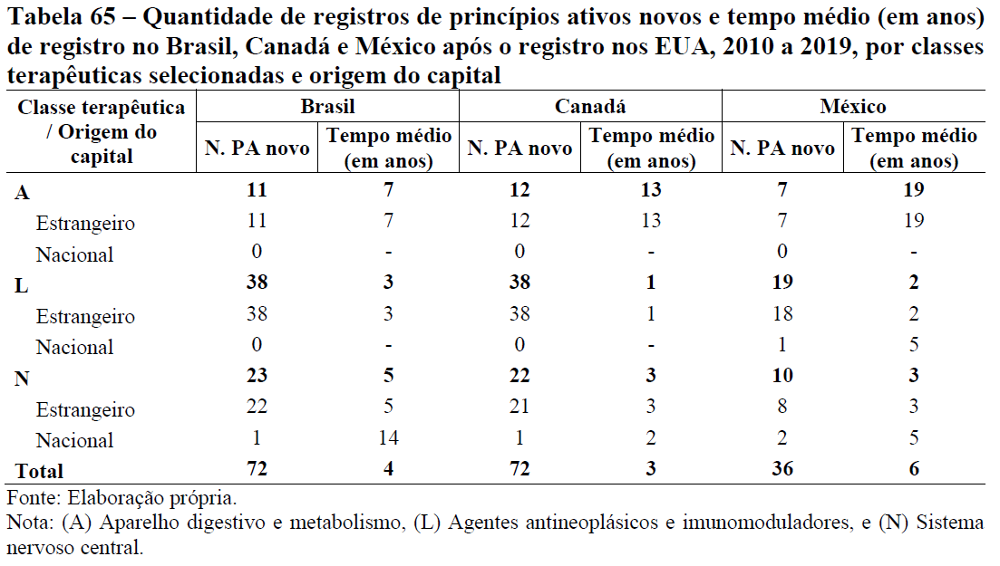 Tabela 65 – Quantidade de registros de princípios ativos novos e tempo médio (em anos)
de registro no Brasil, Canadá e México após o registro nos EUA, 2010 a 2019, por classes
terapêuticas selecionadas e origem do capital
Classe terapêutica / Origem do capital Brasil Canadá México
N. PA novo Tempo médio (em anos) N. PA novo Tempo médio (em anos) N. PA novo Tempo médio (em anos)
A 11 7 12 13 7 19
Estrangeiro 11 7 12 13 7 19
Nacional 0 - 0 0 -
L 38 3 38 1 19 2
Estrangeiro 38 3 38 1 18 2
Nacional 0 - 0 - 1 5
N 23 5 22 3 10 3
Estrangeiro 22 5 21 3 8 3
Nacional 1 14 1 2 2 5
Total 72 4 72 3 36 6
Fonte: Elaboração própria.
Nota: (A) Aparelho digestivo e metabolismo, (L) Agentes antineoplásicos e imunomoduladores, e (N) Sistema
nervoso central.